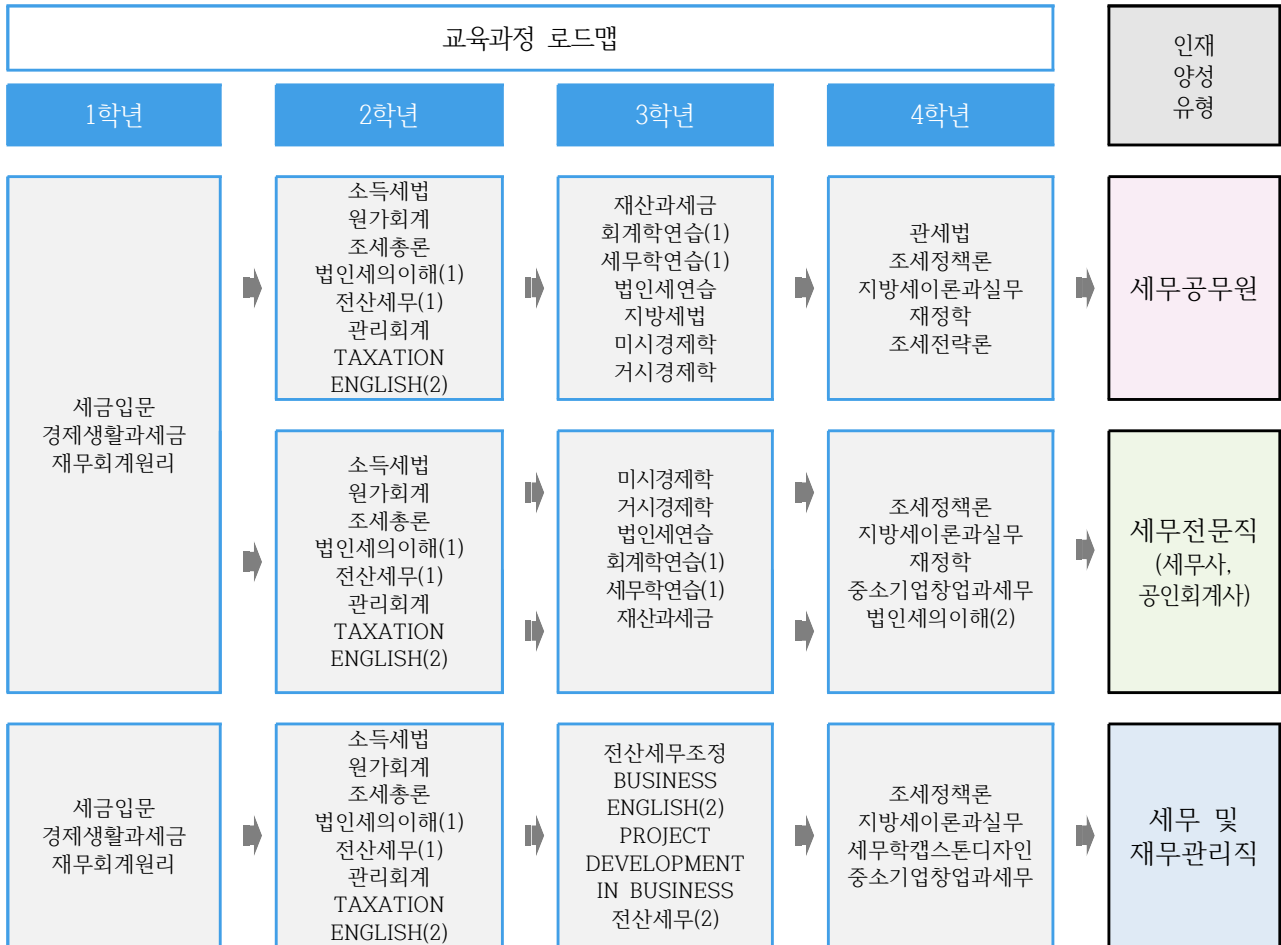 교육과정 로드맵
인재
양성
유형
1학년
2학년
3학년
4학년
세금입문
경제생활과세금
재무회계원리
소득세법
원가회계
조세총론
법인세의이해(1)
전산세무(1)
관리회계
TAXATION
ENGLISH(2)
재산과세금
회계학연습(1)
세무학연습(1)
법인세연습
지방세법
미시경제학
거시경제학
관세법
조세정책론
지방세이론과실무
재정학
조세전략론
세무공무원
소득세법
원가회계
조세총론
법인세의이해(1)
전산세무(1)
관리회계
TAXATION
ENGLISH(2)
미시경제학
거시경제학
법인세연습
회계학연습(1)
세무학연습(1)
재산과세금
조세정책론
지방세이론과실무
재정학
중소기업창업과세무
법인세의이해(2)
세무전문직
(세무사,
공인회계사)
세금입문
경제생활과세금
재무회계원리
소득세법
원가회계
조세총론
법인세의이해(1)
전산세무(1)
관리회계
TAXATION
ENGLISH(2)
전산세무조정
BUSINESS
ENGLISH(2)
PROJECT
DEVELOPMENT
IN BUSINESS
전산세무(2)
조세정책론
지방세이론과실무
세무학캡스톤디자인
중소기업창업과세무
세무 및
재무관리직